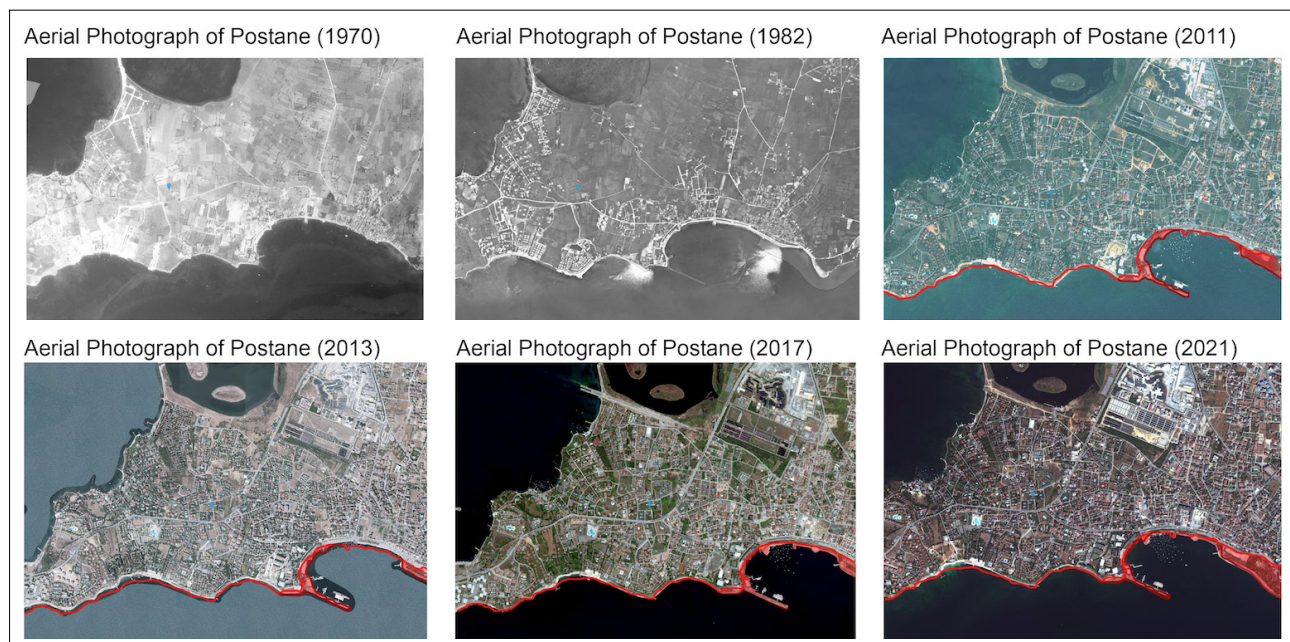 Aerial Photograph of Postane (1970)
Aerial Photograph of Postane (1982)
Aerial Photograph of Postane (2011)
Aerial Photograph of Postane (2013)
Aerial Photograph of Postane (2017)
Aerial Photograph of Postane (2021)